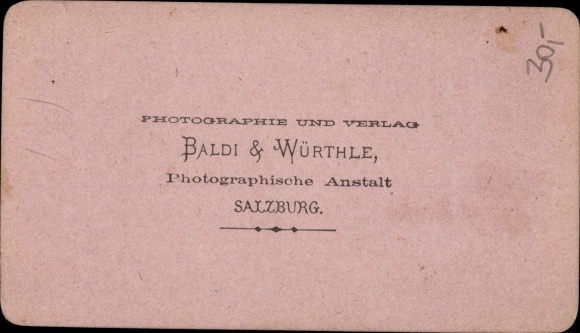 30,-
PHOTOGRAPHIE UND VERLAG
BALDI & WÜRTHLE,
Photographische Anstalt
SALZBURG.